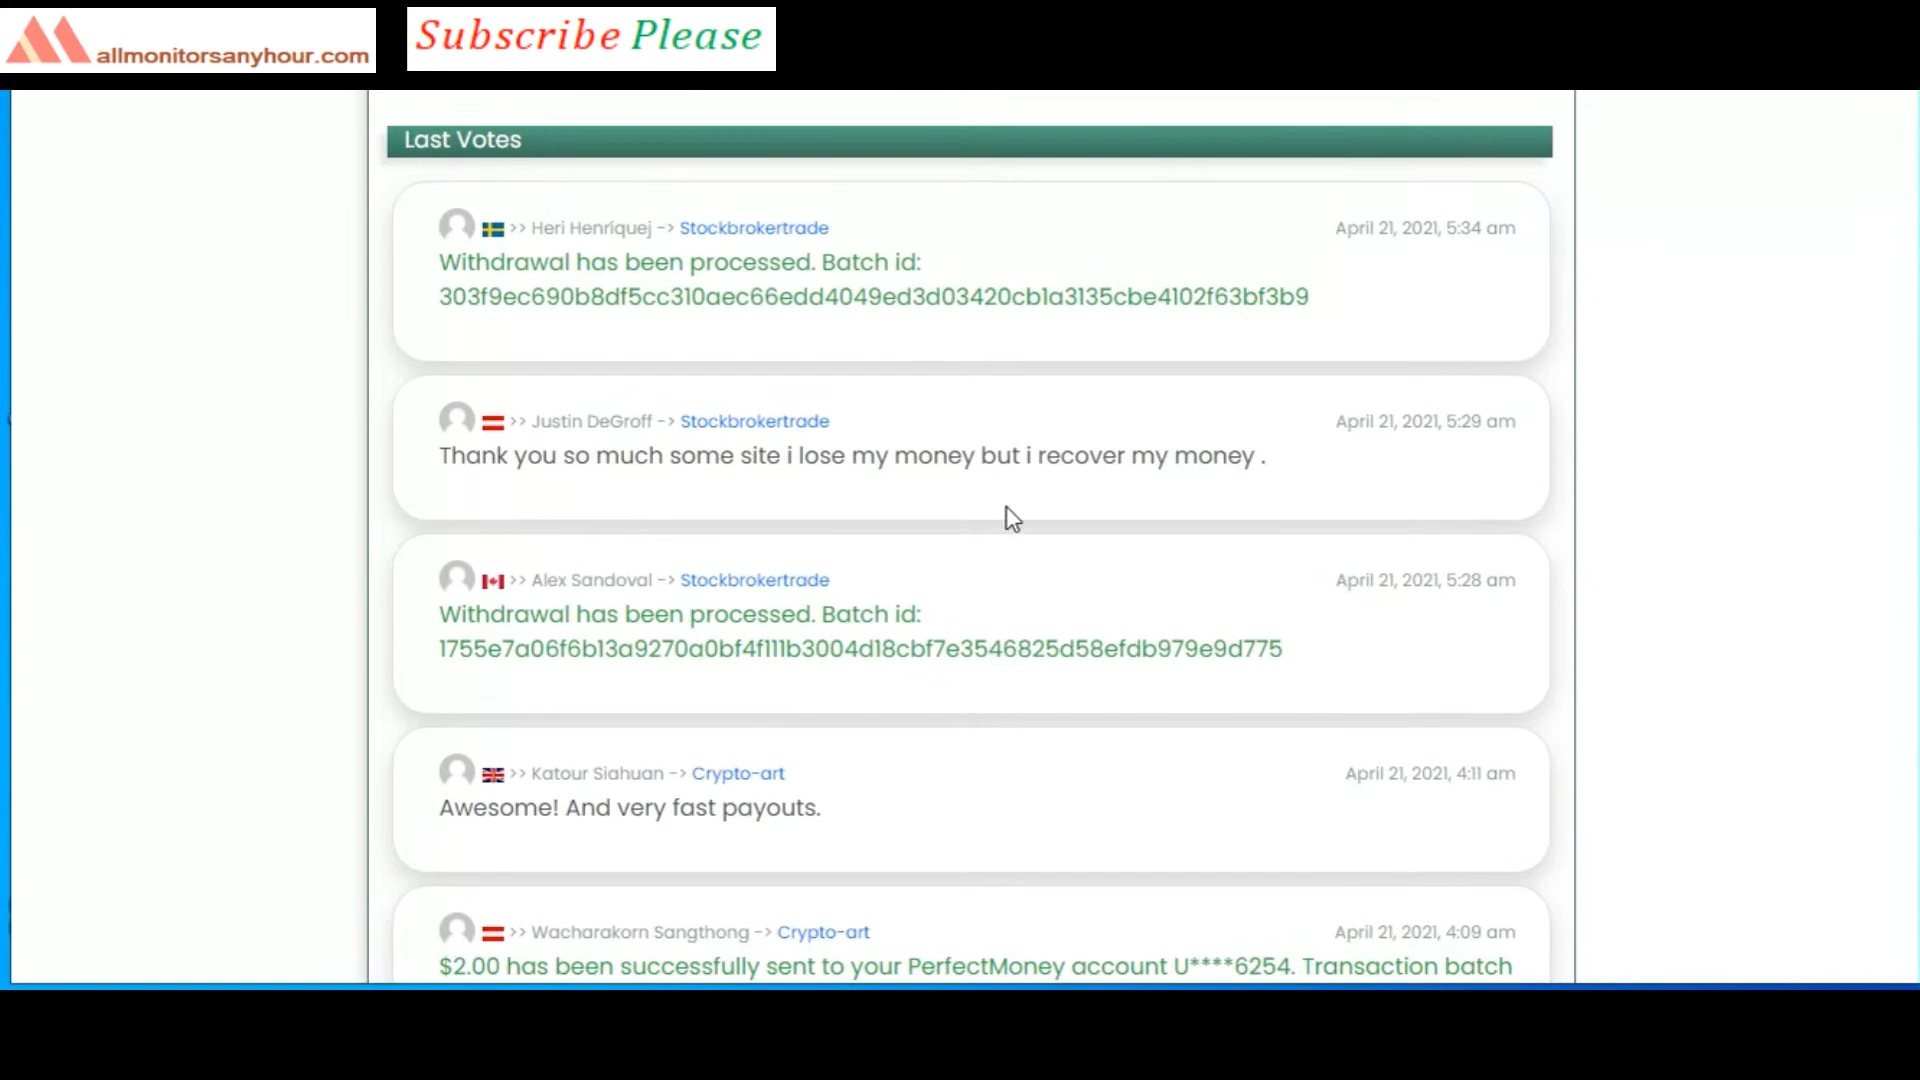 allmonitorsanyhour.com
Subscribe Please
Last Votes
>> Heri Henriquej -> Stockbrokertrade
April 21, 2021, 5:34 am
Withdrawal has been processed. Batch id:
303f9ec690b8df5cc310aec66edd4049ed3d03420cb1a3135cbe4102f63bf3b9
>> Justin DeGroff -> Stockbrokertrade
April 21, 2021, 5:29 am
Thank you so much some site i lose my money but i recover my money .
>> Alex Sandoval -> Stockbrokertrade
April 21, 2021, 5:28 am
Withdrawal has been processed. Batch id:
1755e7a06f6b13a9270a0bf4f111b3004d18cbf7e3546825d58efdb979e9d775
>> Katour Siahuan -> Crypto-art
April 21, 2021, 4:11 am
Awesome! And very fast payouts.
>> Wacharakorn Sangthong -> Crypto-art
April 21, 2021, 4:09 am
$2.00 has been successfully sent to your PerfectMoney account U****6254. Transaction batch